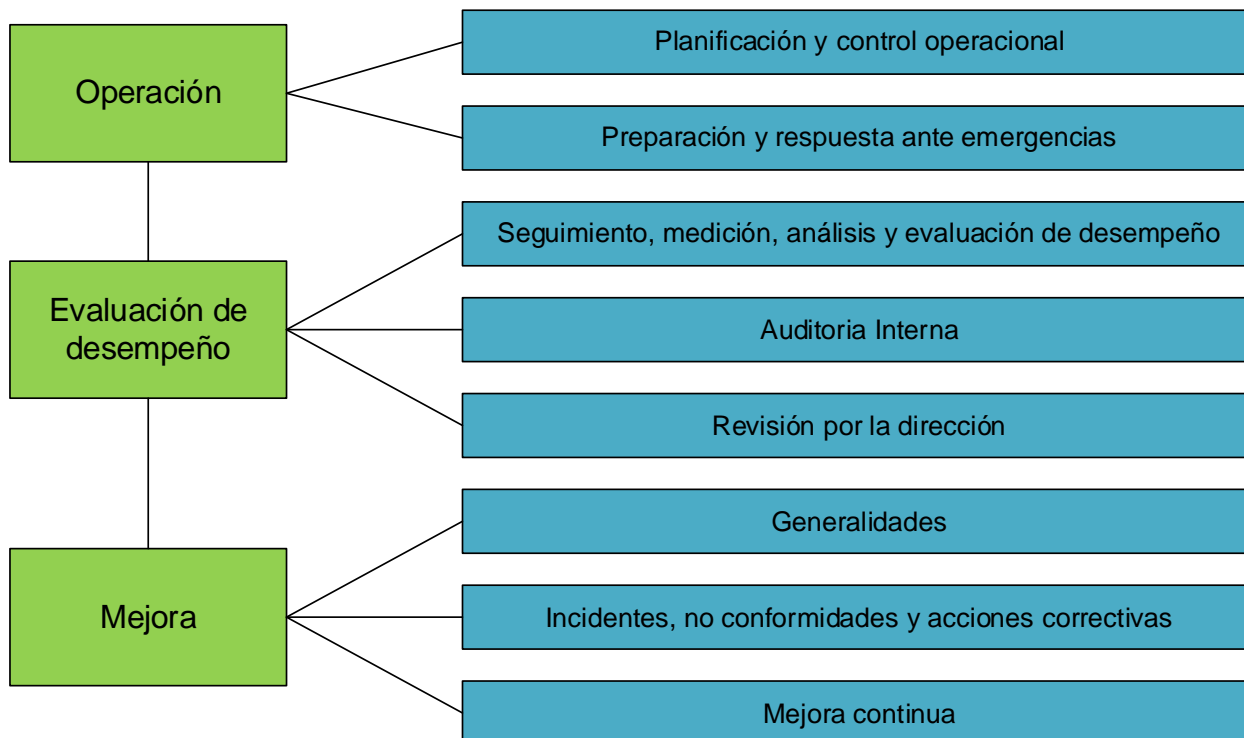 Operación
Planificación y control operacional
Preparación y respuesta ante emergencias
Evaluación de
desempeño
Seguimiento, medición, análisis y evaluación de desempeño
Auditoria Interna
Revisión por la dirección
Mejora
Generalidades
Incidentes, no conformidades y acciones correctivas
Mejora continua